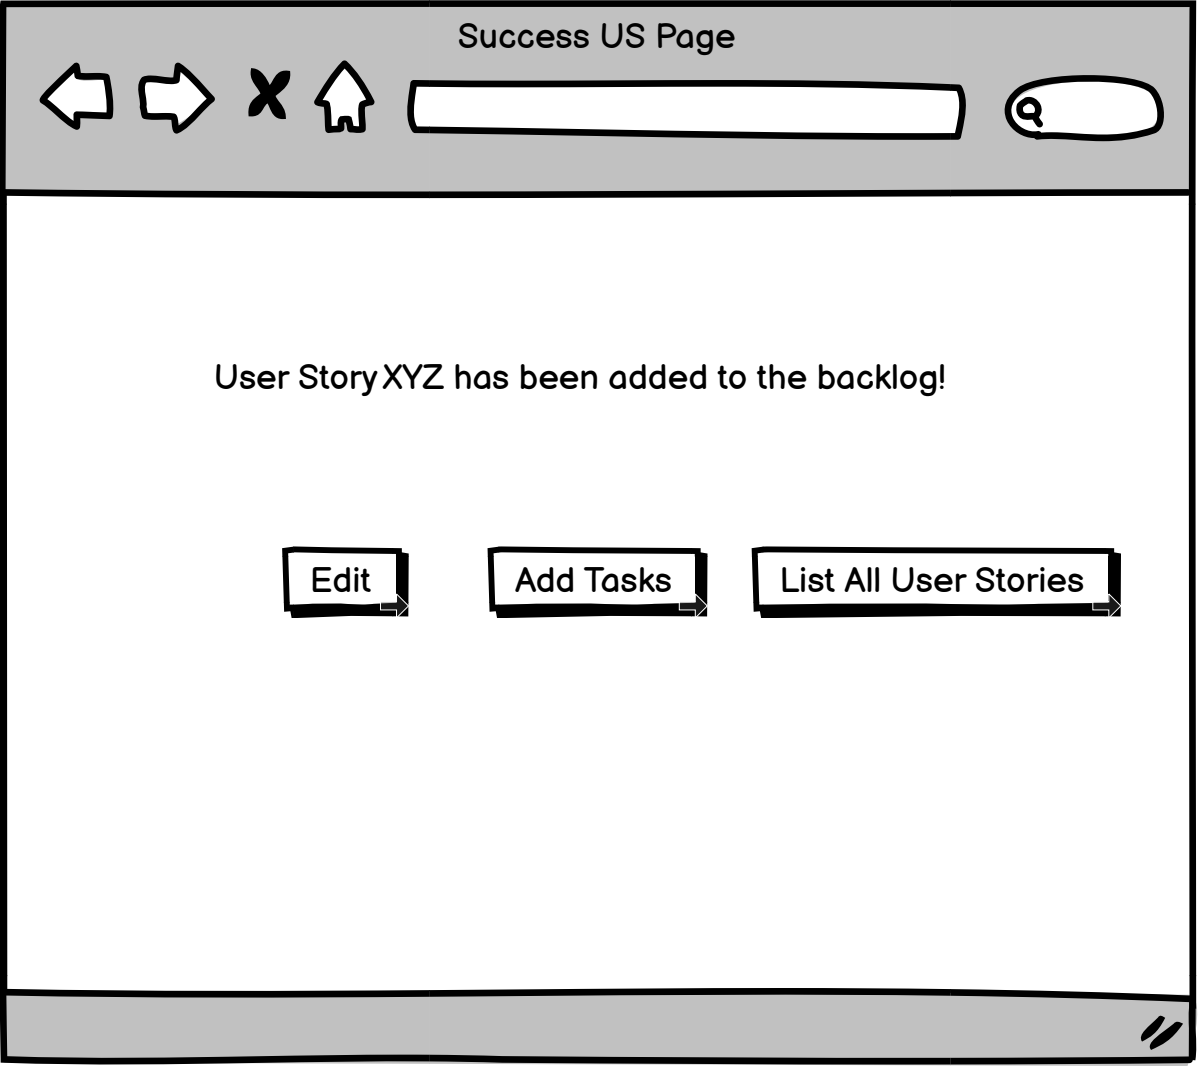 Success US Page
User Story XYZ has been added to the backlog!
Edit Add Tasks List All User Stories